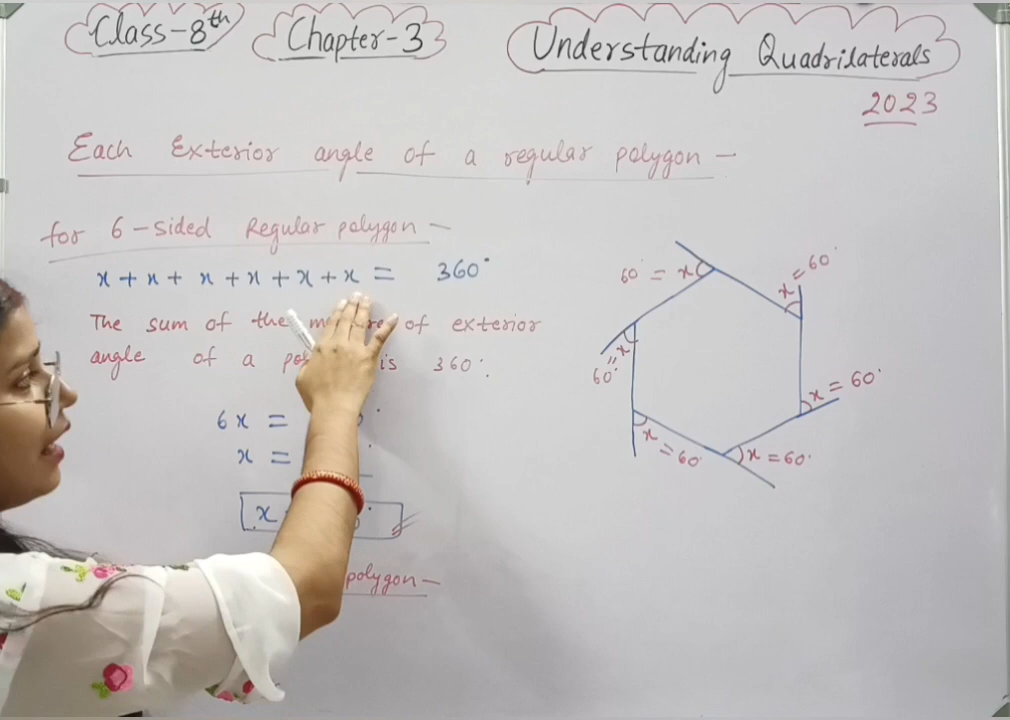 Class-8th Chapter-3 Understanding Quadrilaterals
2023
Each Exterior angle of a regular polygon -
for 6-sided Regular polygon -
x + x + x + x + x + x = 360°
The sum of the of exterior
angle of a is 360°.
6x =
x =
x
polygon -
60° = x
x = 60°
x = 60°
x = 60°
x = 60°
x = 60°